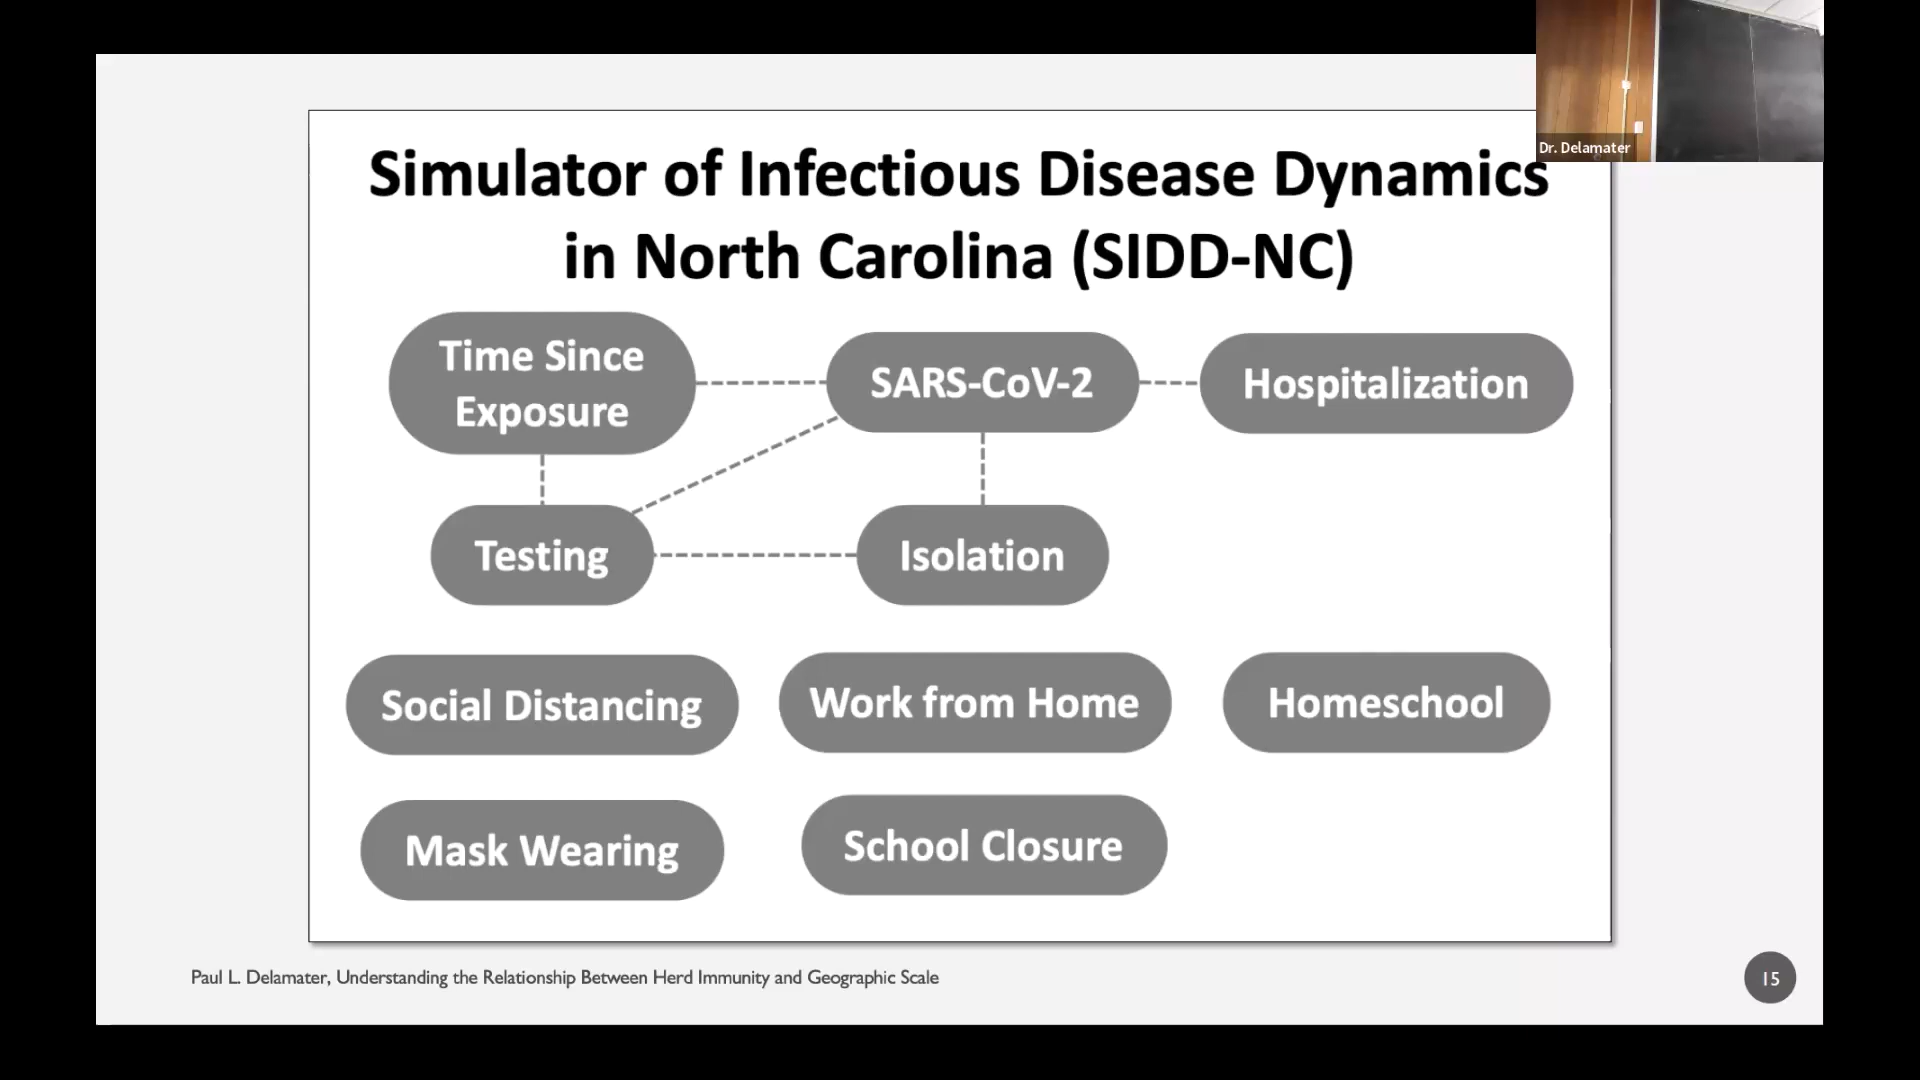 Dr. Delamater
Simulator of Infectious Disease Dynamics
in North Carolina (SIDD-NC)
Time Since
Exposure
SARS-CoV-2
Hospitalization
Testing
Isolation
Social Distancing
Work from Home
Homeschool
Mask Wearing
School Closure
Paul L. Delamater, Understanding the Relationship Between Herd Immunity and Geographic Scale
15